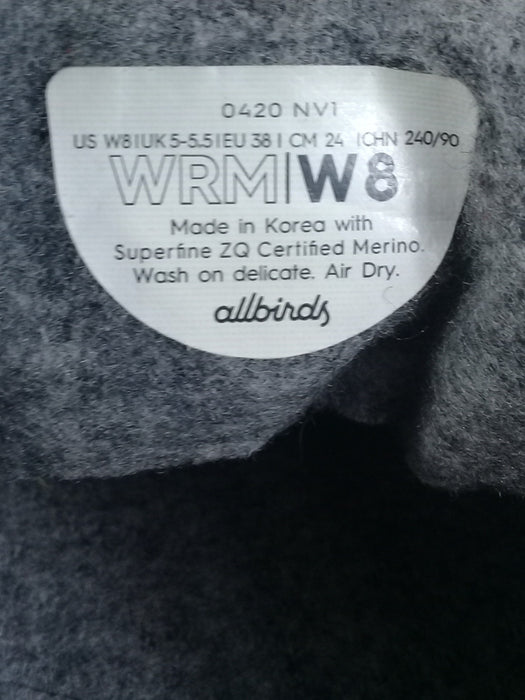 0420 NV1
US W8|UK 5-5.5|EU 38| CM 24 |CHN 240/90
WRM|W8
Made in Korea with
Superfine ZQ Certified Merino.
Wash on delicate. Air Dry.
allbirds